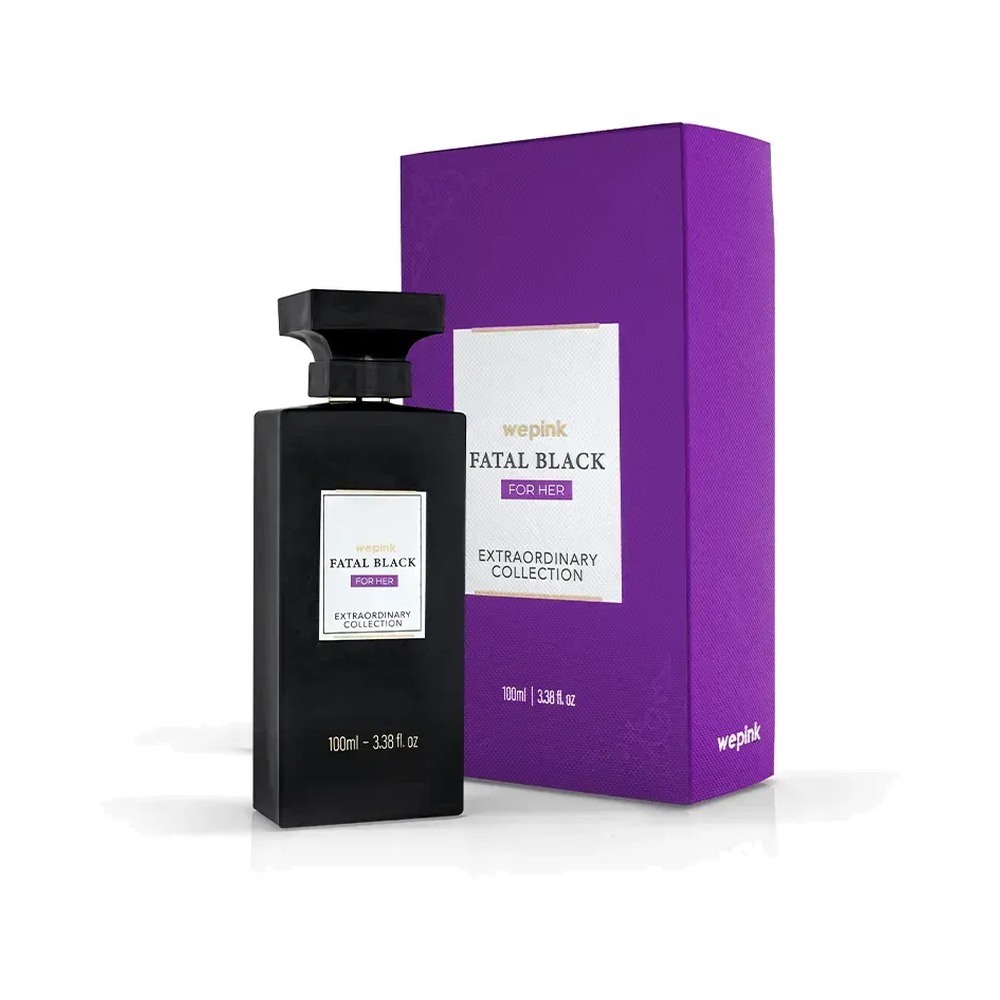 wepink
FATAL BLACK
FOR HER
EXTRAORDINARY
COLLECTION
100ml - 3.38 fl. oz
wepink
FATAL BLACK
FOR HER
EXTRAORDINARY
COLLECTION
100ml | 3.38 fl. oz
wepink